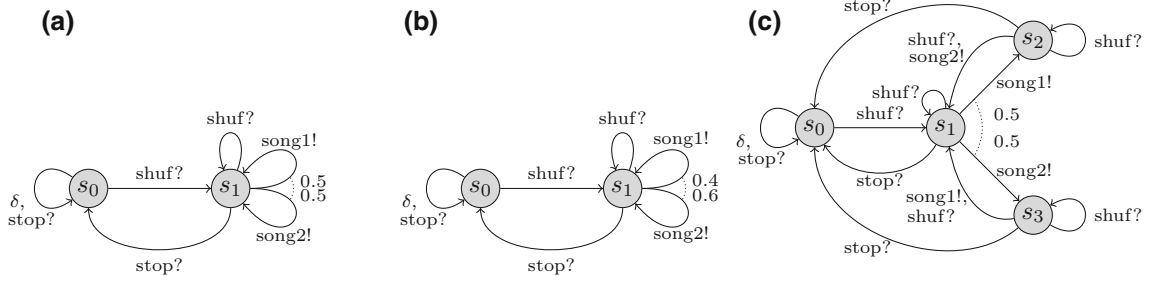 (a)
shuf?
song1!
s0
shuf?
s1
0.5
0.5
δ,
stop?
song2!
stop?
(b)
shuf?
song1!
s0
shuf?
s1
0.4
0.6
δ,
stop?
song2!
stop?
(c)
stop?
s2
shuf?
shuf?,
song2!
song1!
shuf?
s0
shuf?
s1
0.5
0.5
δ,
stop?
stop?
song2!
song1!,
shuf?
s3
shuf?
stop?